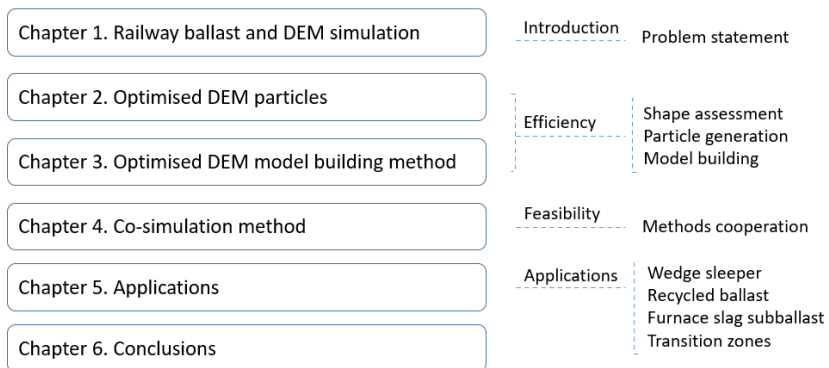 Chapter 1. Railway ballast and DEM simulation
Introduction
Problem statement
Chapter 2. Optimised DEM particles
Chapter 3. Optimised DEM model building method
Efficiency
Shape assessment
Particle generation
Model building
Chapter 4. Co-simulation method
Feasibility
Methods cooperation
Chapter 5. Applications
Applications
Wedge sleeper
Recycled ballast
Furnace slag subballast
Transition zones
Chapter 6. Conclusions